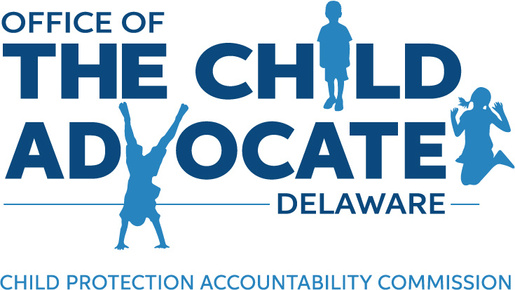 OFFICE OF
THE CHILD
ADVOCATE
DELAWARE
CHILD PROTECTION ACCOUNTABILITY COMMISSION